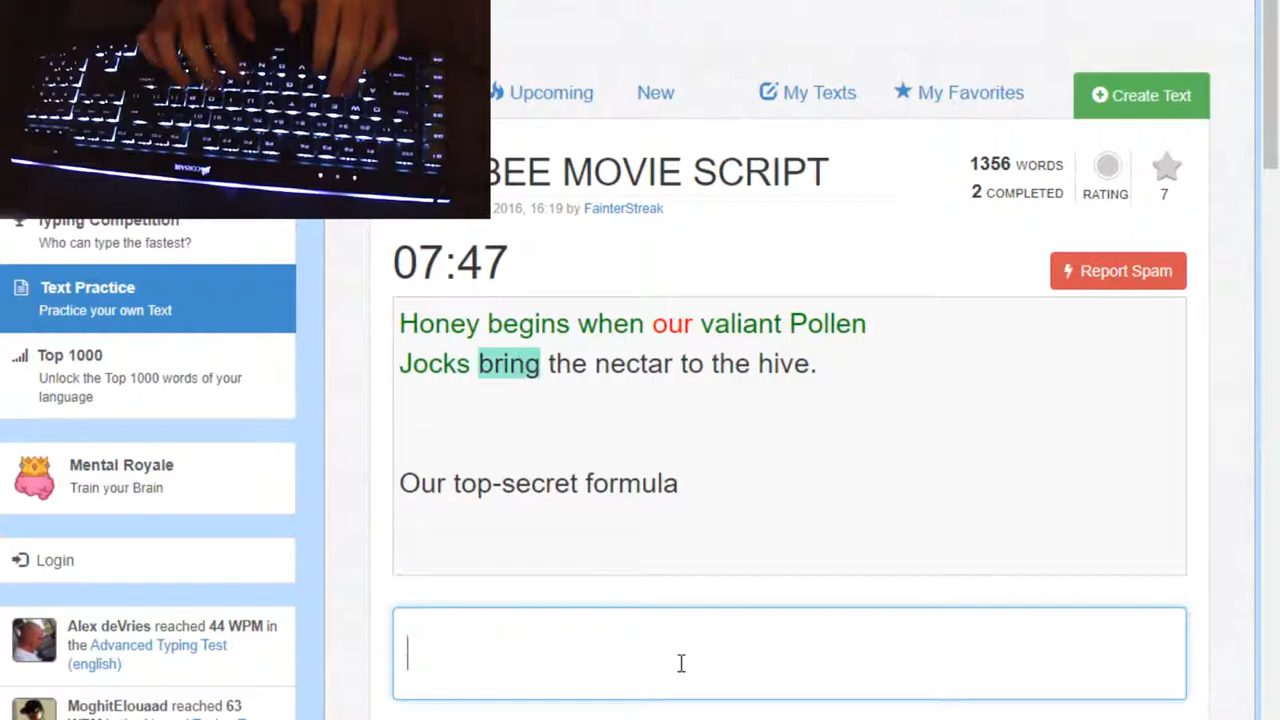 Upcoming
New
My Texts
My Favorites
Create Text
BEE MOVIE SCRIPT
2016, 16:19 by FainterStreak
1356 WORDS
2 COMPLETED
RATING
7
Typing Competition
Who can type the fastest?
Text Practice
Practice your own Text
Top 1000
Unlock the Top 1000 words of your
language
Mental Royale
Train your Brain
Login
Alex deVries reached 44 WPM in
the Advanced Typing Test
(english)
MoghitElouaad reached 63
07:47
Report Spam
Honey begins when our valiant Pollen
Jocks bring the nectar to the hive.
Our top-secret formula